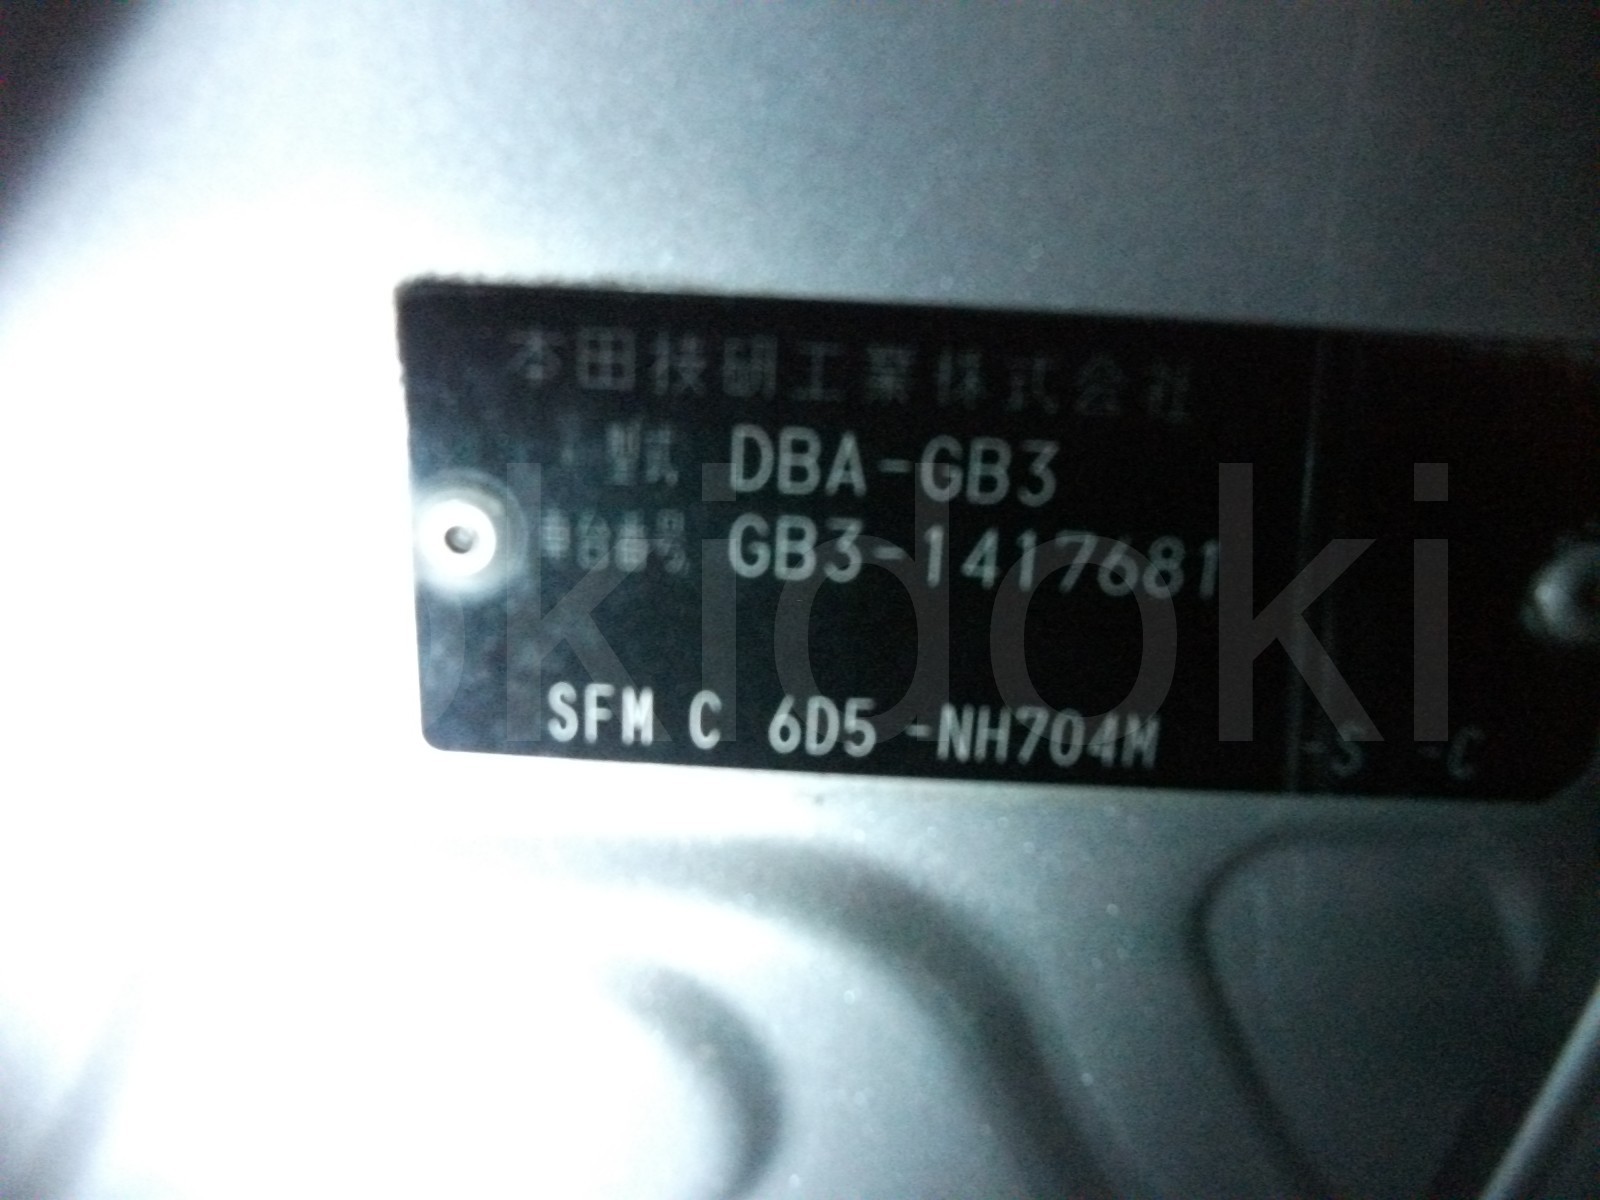 本田技研工業株式会社
型式 DBA-GB3
車台番号 GB3-1417681
SFM C 6D5 -NH704M -S -C
okidoki